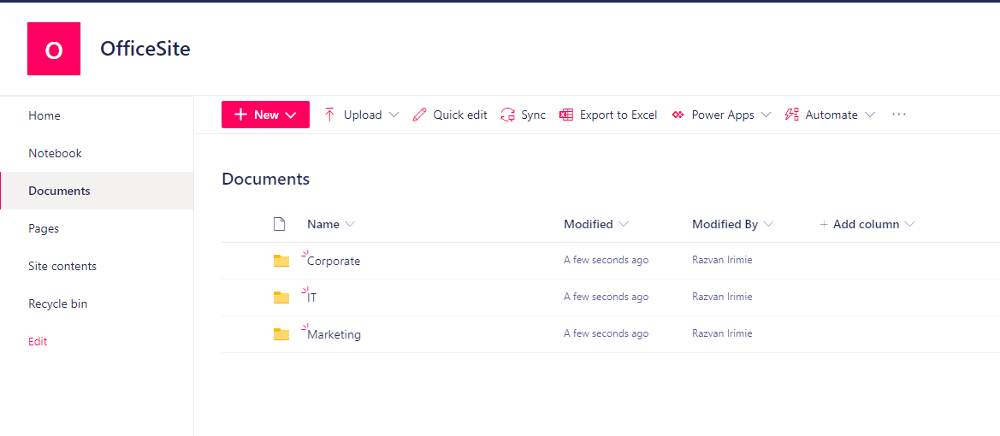 O
OfficeSite
Home
Notebook
Documents
Pages
Site contents
Recycle bin
Edit
New Upload Quick edit Sync Export to Excel Power Apps Automate ···
Documents
Name Modified Modified By + Add column
Corporate A few seconds ago Razvan Irimie
IT A few seconds ago Razvan Irimie
Marketing A few seconds ago Razvan Irimie